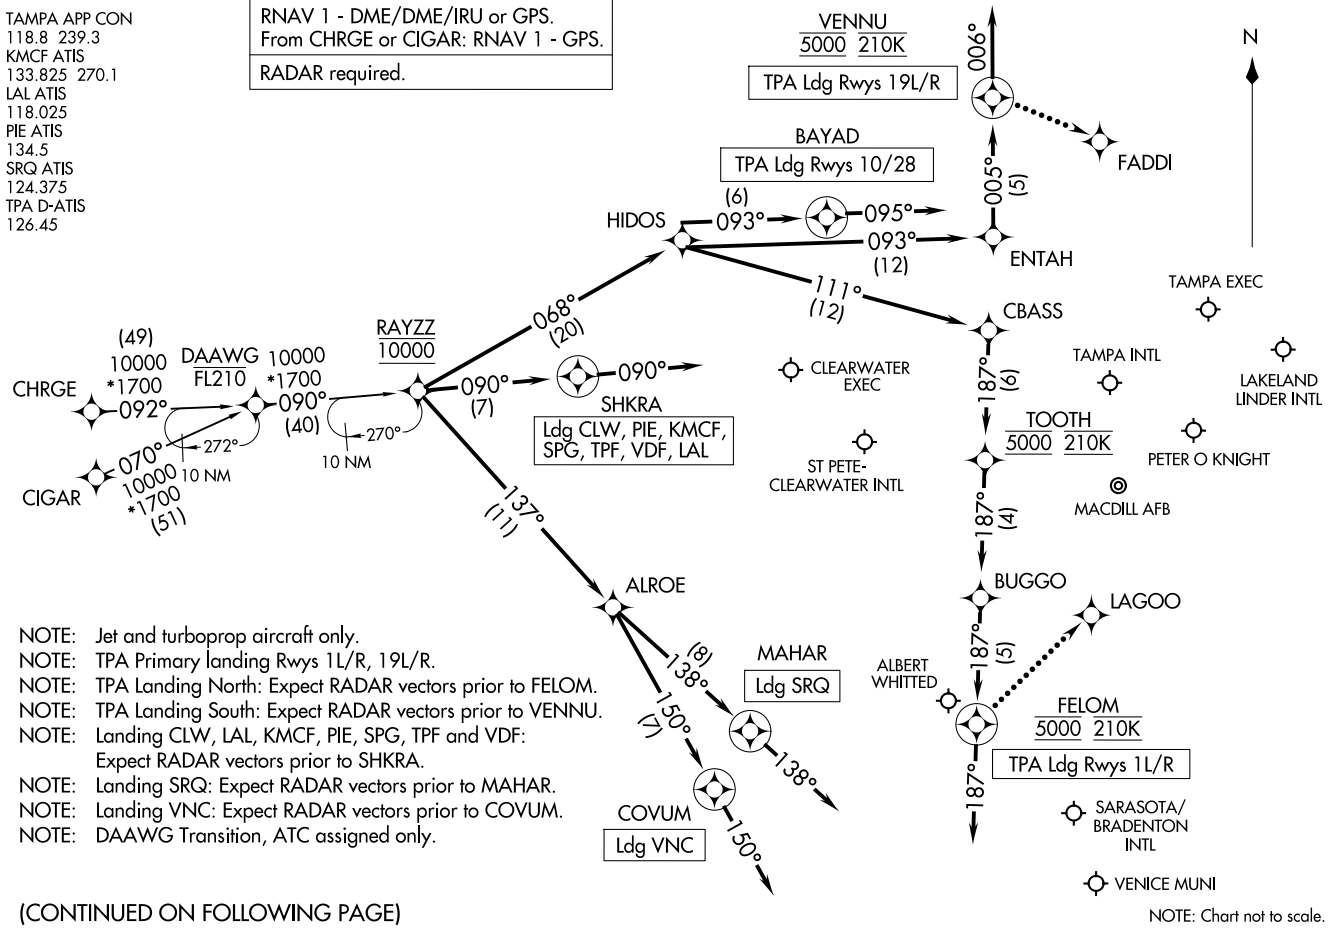 TAMPA APP CON
118.8 239.3
KMCF ATIS
133.825 270.1
LAL ATIS
118.025
PIE ATIS
134.5
SRQ ATIS
124.375
TPA D-ATIS
126.45
RNAV 1 - DME/DME/IRU or GPS.
From CHRGE or CIGAR: RNAV 1 - GPS.
RADAR required.
VENNU
5000 210K
TPA Ldg Rwys 19L/R
006°
N
FADDI
BAYAD
TPA Ldg Rwys 10/28
005°
(5)
HIDOS
(6)
093°
095°
093°
(12)
ENTAH
111°
(12)
CBASS
TAMPA EXEC
068°
(20)
RAYZZ
10000
(49)
10000
*1700
DAAWG
FL210
10000
*1700
CHRGE
092°
090°
(40)
272°
10 NM
270°
10 NM
070°
10000
*1700
(51)
CIGAR
090°
(7)
090°
SHKRA
Ldg CLW, PIE, KMCF,
SPG, TPF, VDF, LAL
CLEARWATER
EXEC
ST PETE-
CLEARWATER INTL
187°
(6)
TAMPA INTL
LAKELAND
LINDER INTL
TOOTH
5000 210K
PETER O KNIGHT
MACDILL AFB
187°
(4)
137°
(11)
ALROE
BUGGO
LAGOO
187°
(5)
ALBERT
WHITTED
(8)
138°
MAHAR
Ldg SRQ
138°
150°
(7)
COVUM
Ldg VNC
150°
FELOM
5000 210K
TPA Ldg Rwys 1L/R
187°
SARASOTA/
BRADENTON
INTL
VENICE MUNI
NOTE: Jet and turboprop aircraft only.
NOTE: TPA Primary landing Rwys 1L/R, 19L/R.
NOTE: TPA Landing North: Expect RADAR vectors prior to FELOM.
NOTE: TPA Landing South: Expect RADAR vectors prior to VENNU.
NOTE: Landing CLW, LAL, KMCF, PIE, SPG, TPF and VDF:
Expect RADAR vectors prior to SHKRA.
NOTE: Landing SRQ: Expect RADAR vectors prior to MAHAR.
NOTE: Landing VNC: Expect RADAR vectors prior to COVUM.
NOTE: DAAWG Transition, ATC assigned only.
(CONTINUED ON FOLLOWING PAGE)
NOTE: Chart not to scale.